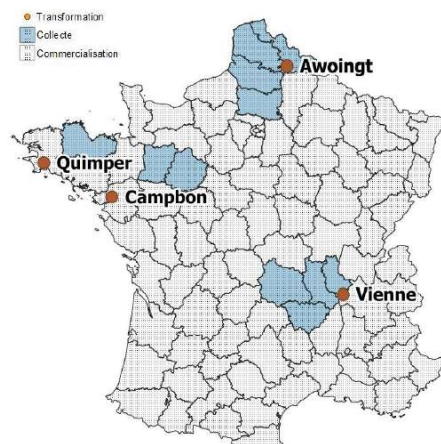 Transformation
Collecte
Commercialisation
Awoingt
Quimper
Campbon
Vienne